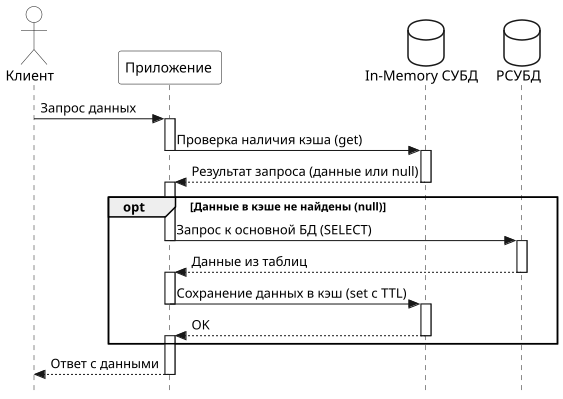 Клиент
Приложение
In-Memory СУБД
РСУБД
Запрос данных
Проверка наличия кэша (get)
Результат запроса (данные или null)
opt
[Данные в кэше не найдены (null)]
Запрос к основной БД (SELECT)
Данные из таблиц
Сохранение данных в кэш (set с TTL)
OK
Ответ с данными